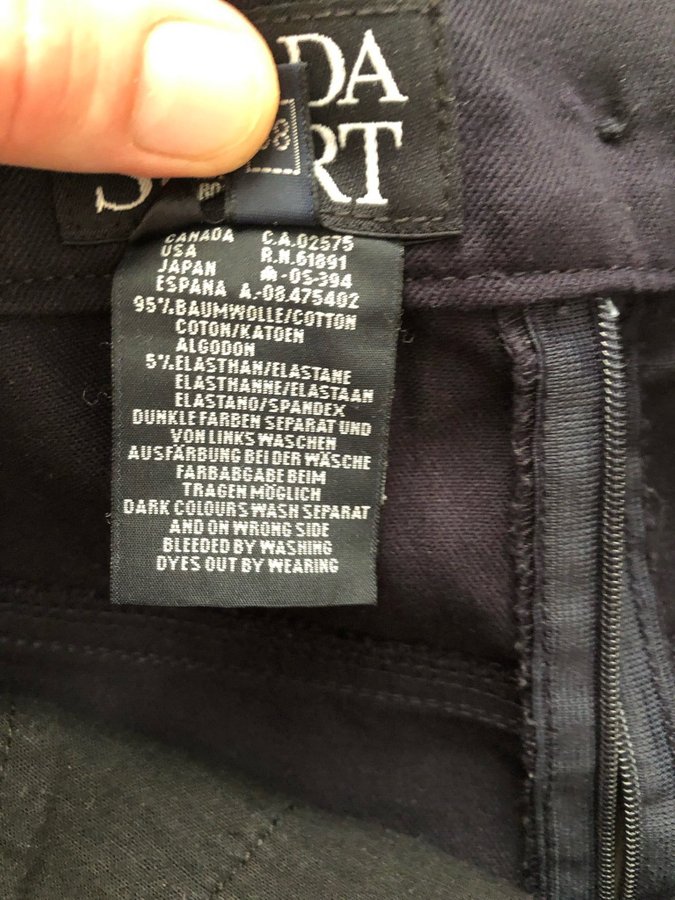 DA
RT
CANADA C.A.02575
USA R.N.61891
JAPAN -OS-394
ESPANA A.-08.475402
95%BAUMWOLLE/COTTON
COTON/KATOEN
ALGODON
5%ELASTHAN/ELASTANE
ELASTHANNE/ELASTAAN
ELASTANO/SPANDEX
DUNKLE FARBEN SEPARAT UND
VON LINKS WASCHEN
AUSFÄRBUNG BEI DER WÄSCHE
FARBABGABE BEIM
TRAGEN MÖGLICH
DARK COLOURS WASH SEPARAT
AND ON WRONG SIDE
BLEEDED BY WASHING
DYES OUT BY WEARING